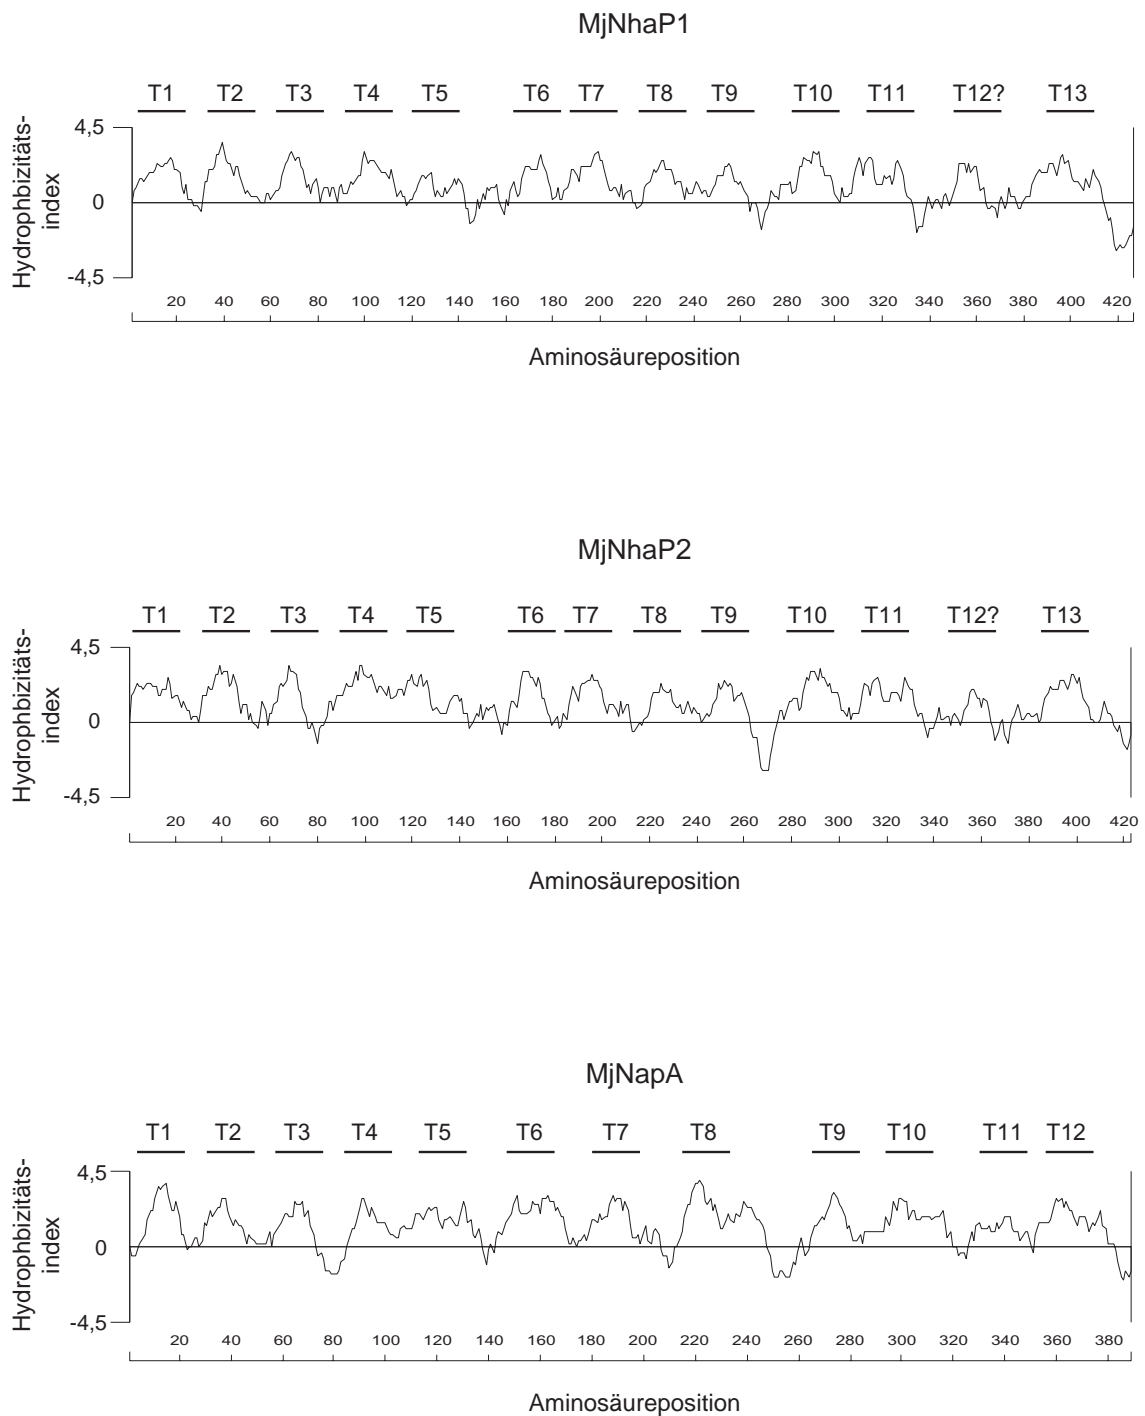 MjNhaP1
T1 T2 T3 T4 T5 T6 T7 T8 T9 T10 T11 T12? T13
Hydrophbizitäts-
index
4,5
0
-4,5
20 40 60 80 100 120 140 160 180 200 220 240 260 280 300 320 340 360 380 400 420
Aminosäureposition
MjNhaP2
T1 T2 T3 T4 T5 T6 T7 T8 T9 T10 T11 T12? T13
Hydrophbizitäts-
index
4,5
0
-4,5
20 40 60 80 100 120 140 160 180 200 220 240 260 280 300 320 340 360 380 400 420
Aminosäureposition
MjNapA
T1 T2 T3 T4 T5 T6 T7 T8 T9 T10 T11 T12
Hydrophbizitäts-
index
4,5
0
-4,5
20 40 60 80 100 120 140 160 180 200 220 240 260 280 300 320 340 360 380
Aminosäureposition